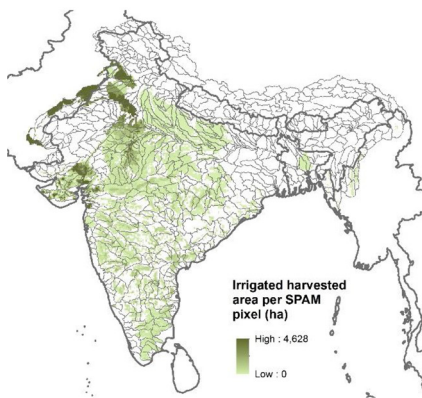 Irrigated harvested
area per SPAM
pixel (ha)
High : 4,628
Low : 0